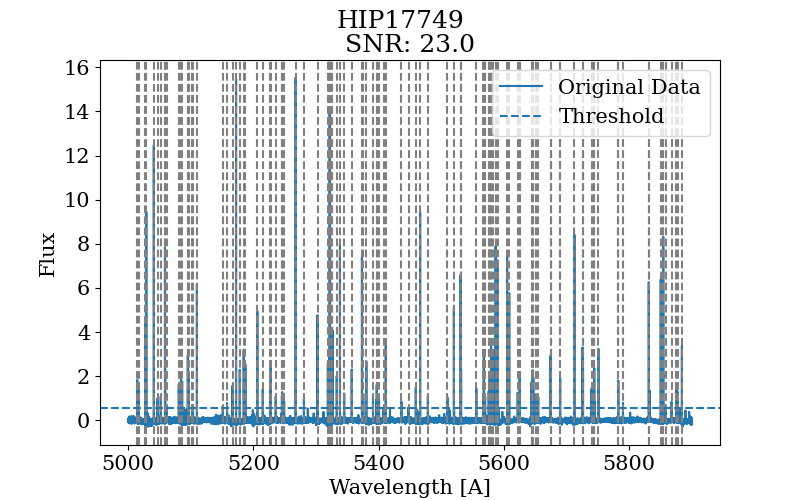 HIP17749
SNR: 23.0
Original Data
Threshold
Flux
16
14
12
10
8
6
4
2
0
5000 5200 5400 5600 5800
Wavelength [A]